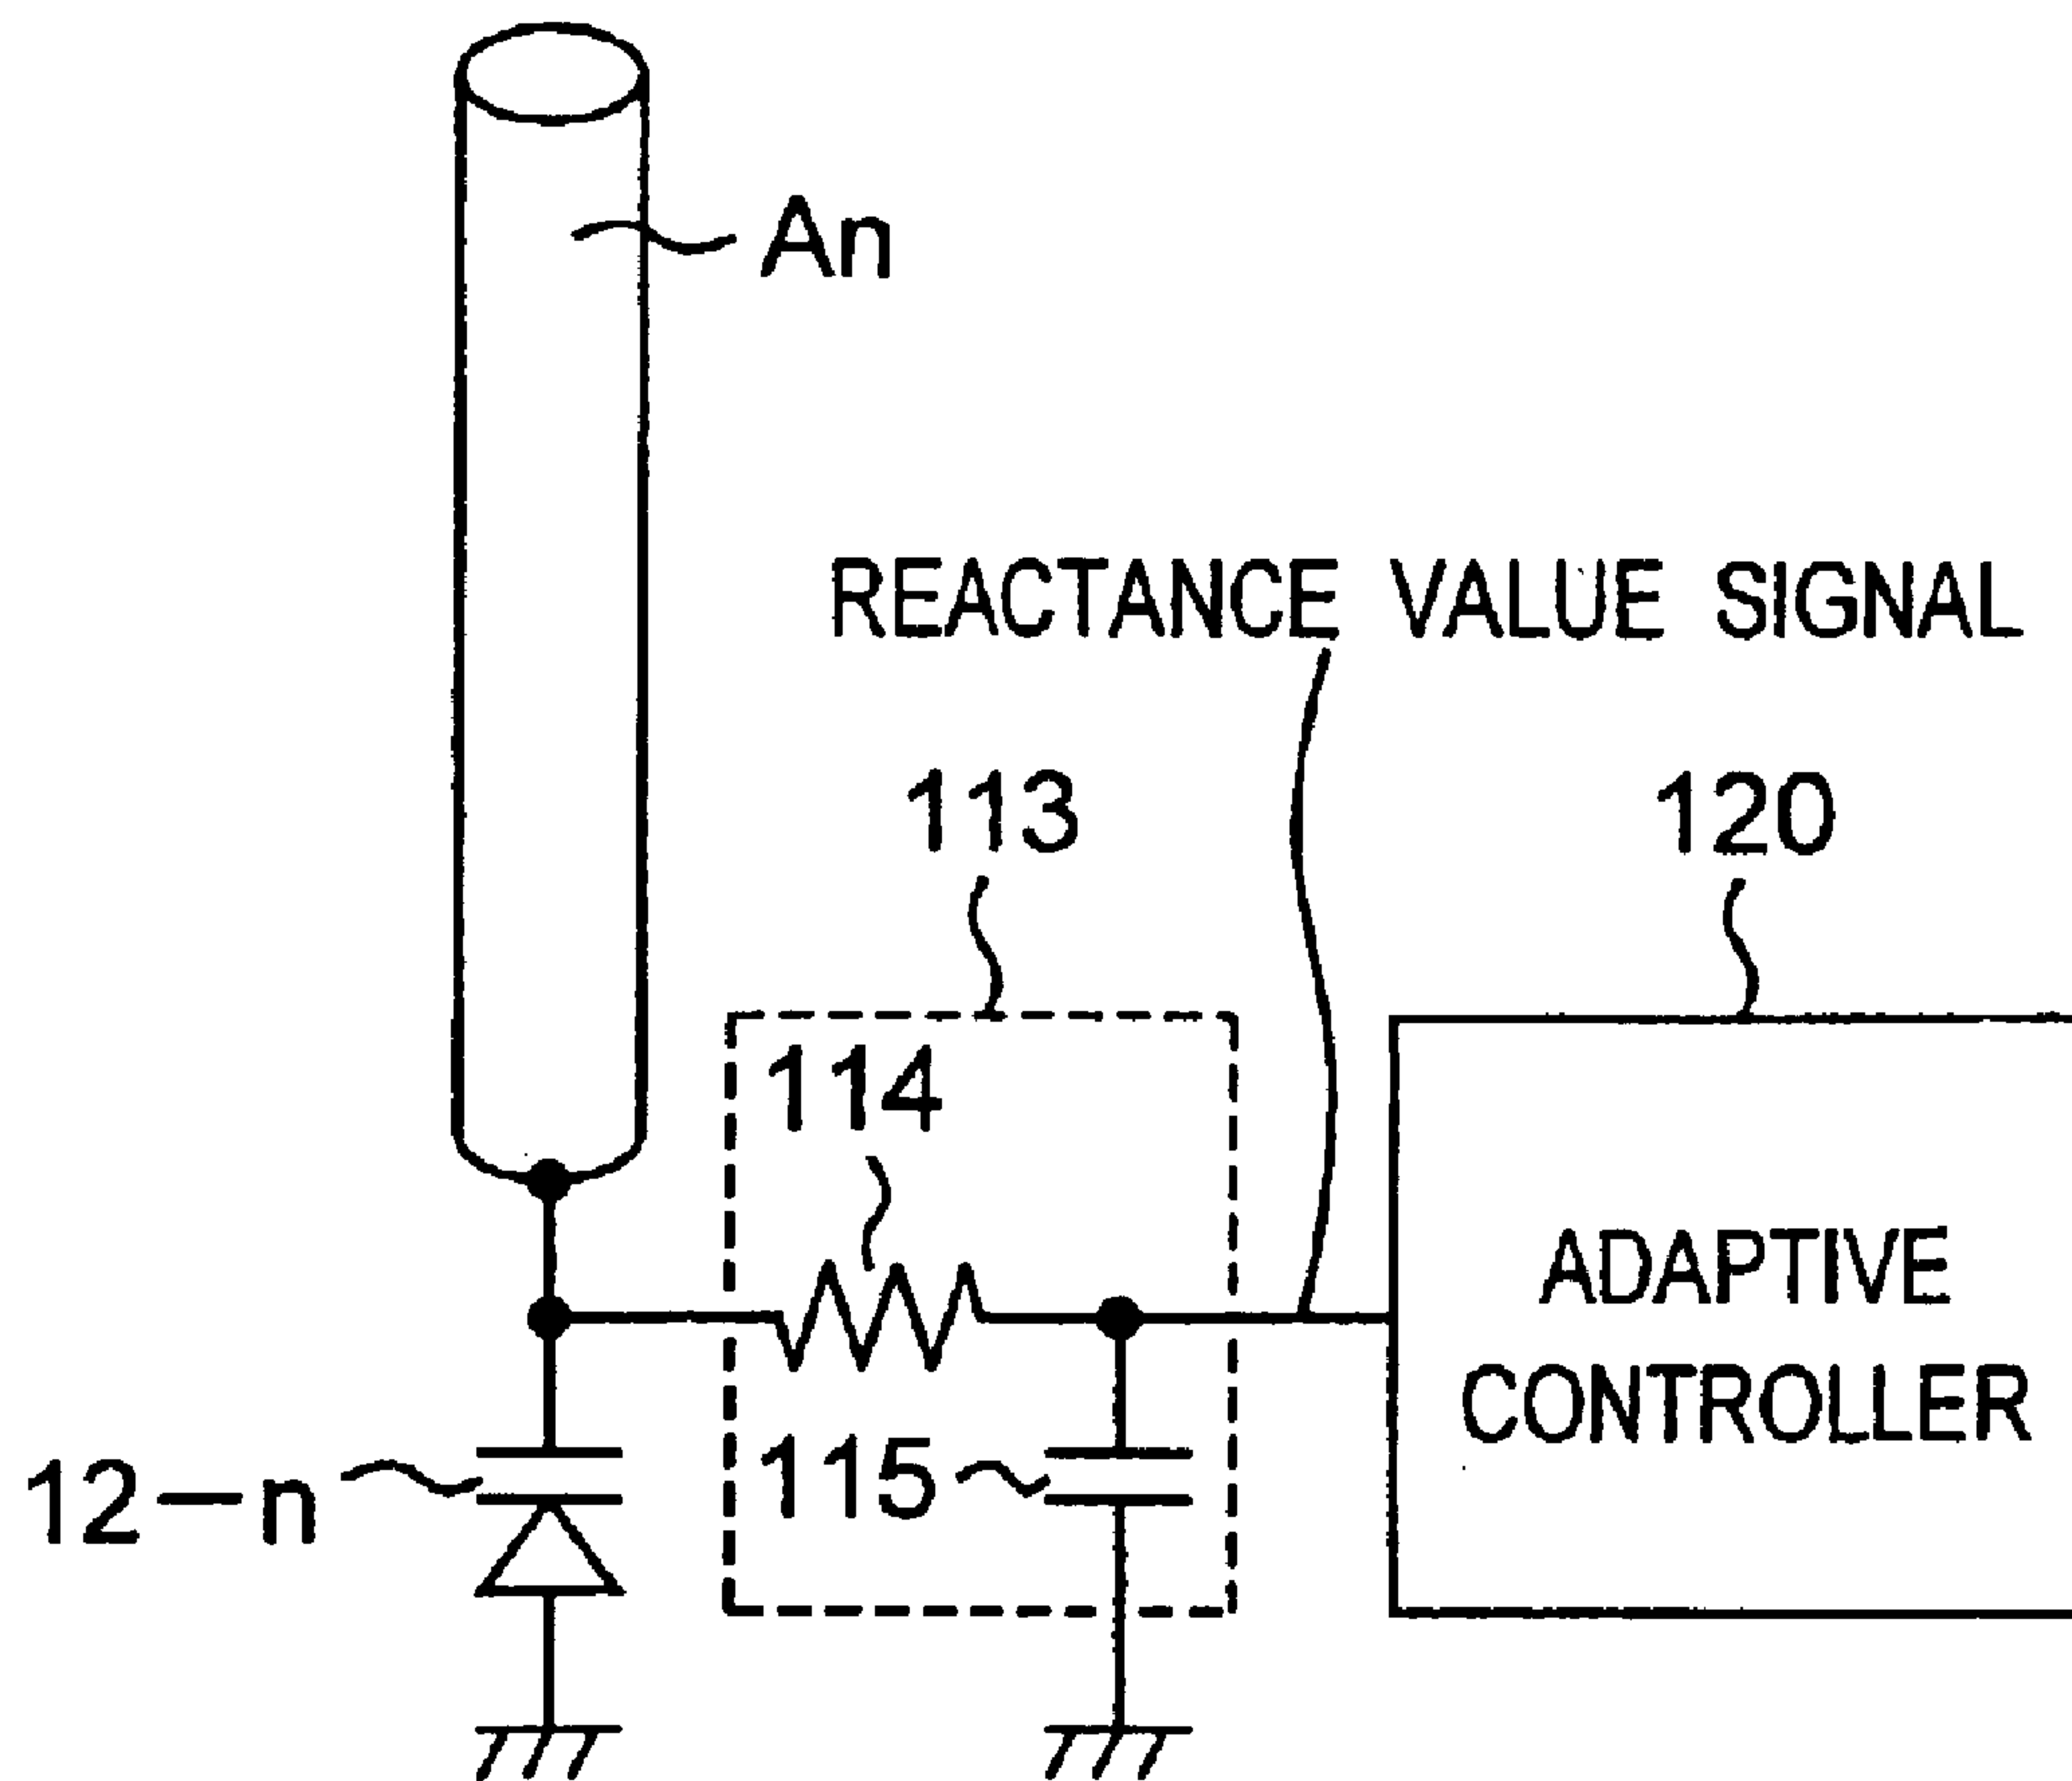 An
REACTANCE VALUE SIGNAL
113
120
114
ADAPTIVE
CONTROLLER
115
12—n